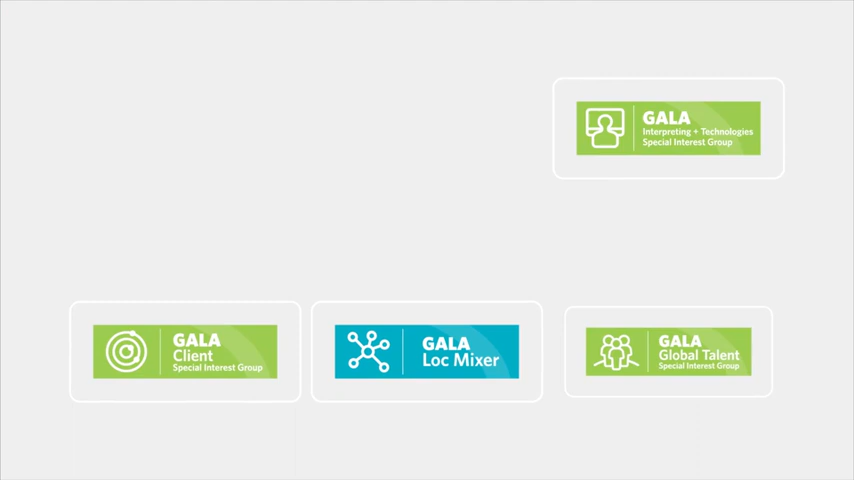 GALA
Interpreting + Technologies
Special Interest Group
GALA
Client
Special Interest Group
GALA
Loc Mixer
GALA
Global Talent
Special Interest Group